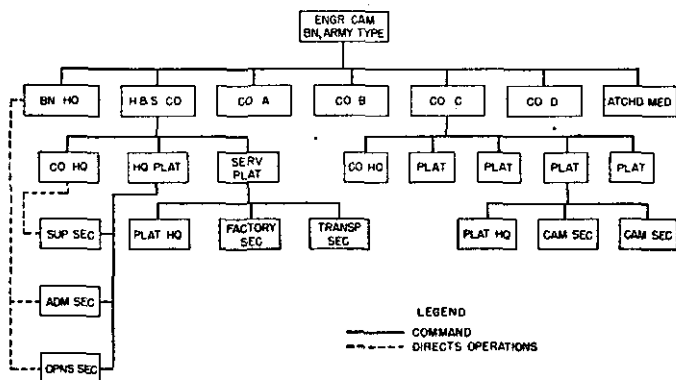 ENGR CAM
BN, ARMY TYPE
BN HQ
H & S CO
CO A
CO B
CO C
CO D
ATCHD MED
CO HQ
HQ PLAT
SERV
PLAT
CO HQ
PLAT
PLAT
PLAT
PLAT
SUP SEC
PLAT HQ
FACTORY
SEC
TRANSP
SEC
PLAT HQ
CAM SEC
CAM SEC
ADM SEC
OPNS SEC
LEGEND
COMMAND
DIRECTS OPERATIONS